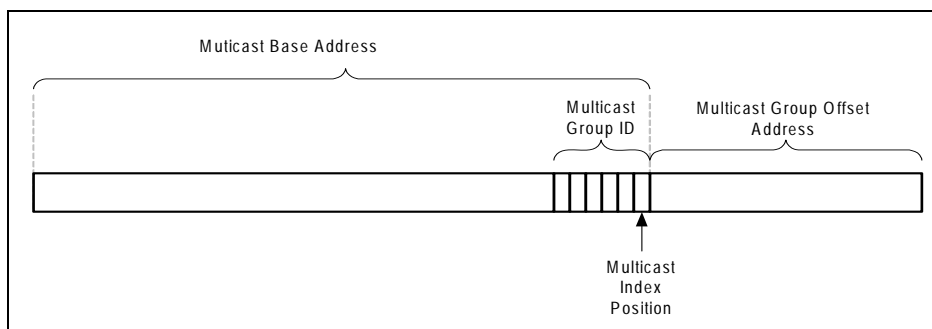 Muticast Base Address
Multicast
Group ID
Multicast Group Offset
Address
Multicast
Index
Position